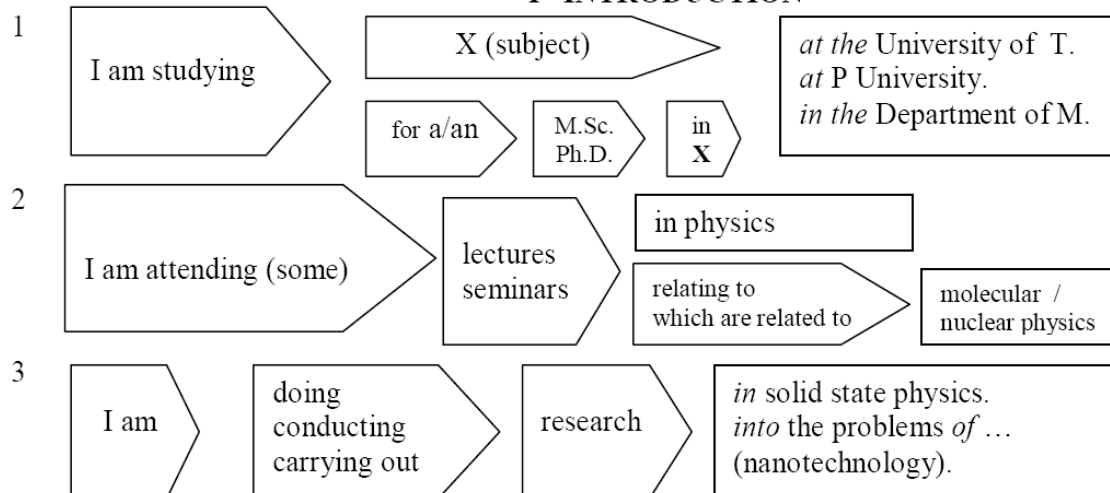 1 INTRODUCTION
1
I am studying
X (subject)
at the University of T.
at P University.
in the Department of M.
for a/an
M.Sc.
Ph.D.
in
X
2
I am attending (some)
lectures
seminars
in physics
relating to
which are related to
molecular /
nuclear physics
3
I am
doing
conducting
carrying out
research
in solid state physics.
into the problems of …
(nanotechnology).